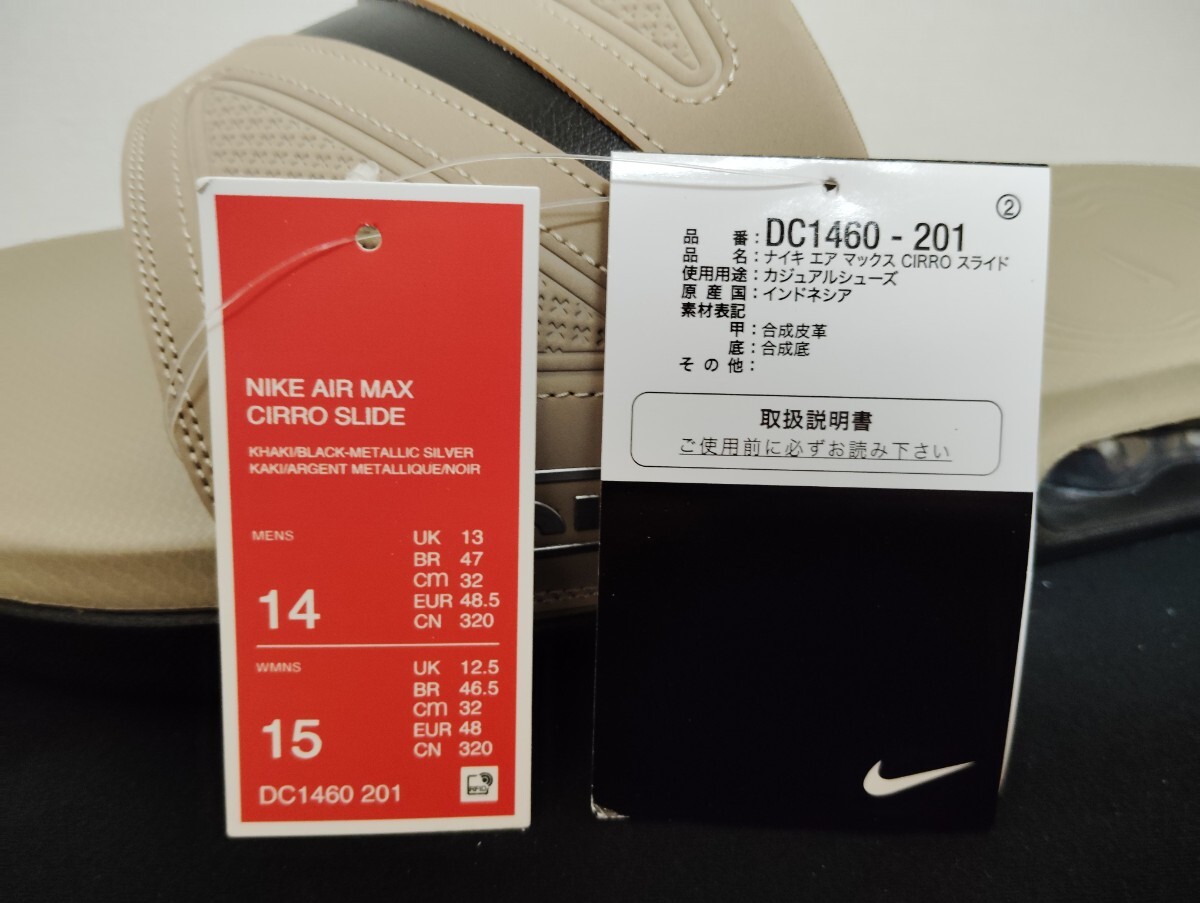 NIKE AIR MAX
CIRRO SLIDE
KHAKI/BLACK-METALLIC SILVER
KAKI/ARGENT METALLIQUE/NOIR
MENS
14
UK 13
BR 47
cm 32
EUR 48.5
CN 320
WMNS
15
UK 12.5
BR 46.5
cm 32
EUR 48
CN 320
DC1460 201
RFID
②
品 番:DC1460-201
品 名:ナイキ エア マックス CIRRO スライド
使用用途:カジュアルシューズ
原 産 国:インドネシア
素材表記
甲:合成皮革
底:合成底
そ の 他:
取扱説明書
ご使用前に必ずお読み下さい